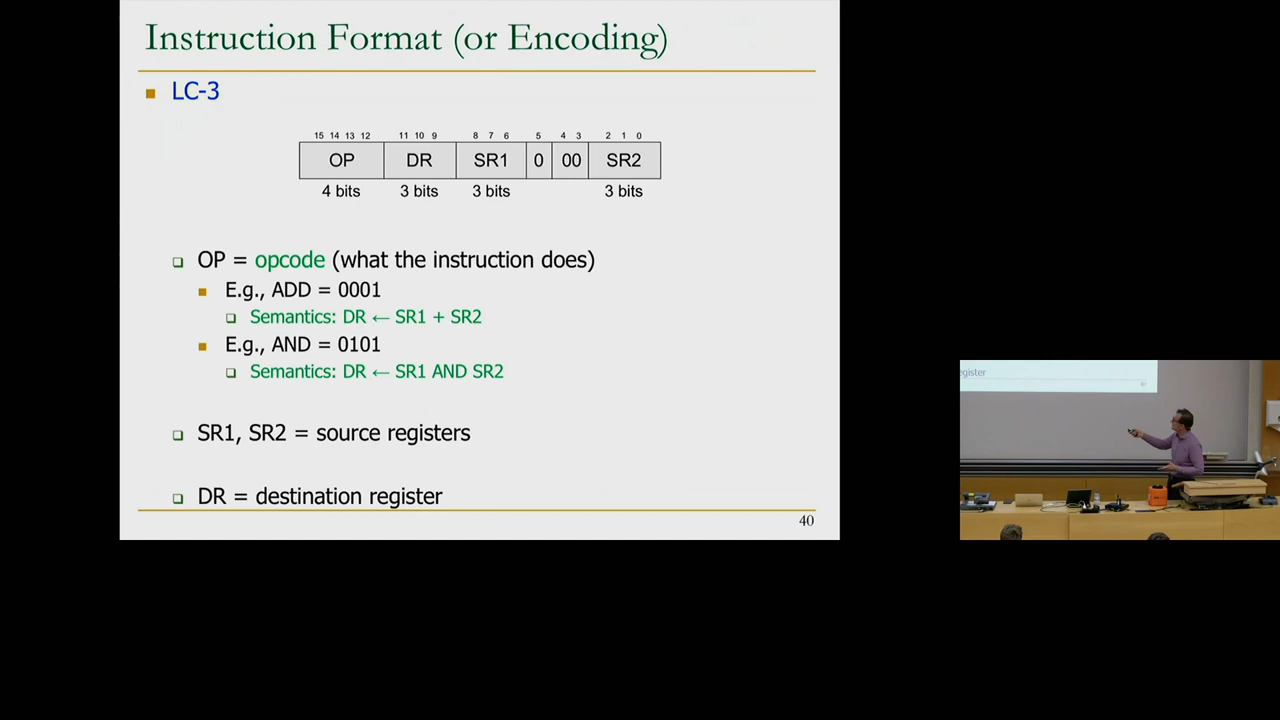 Instruction Format (or Encoding)
LC-3
15 14 13 12 11 10 9 8 7 6 5 4 3 2 1 0
OP DR SR1 0 00 SR2
4 bits 3 bits 3 bits 3 bits
OP = opcode (what the instruction does)
E.g., ADD = 0001
Semantics: DR ← SR1 + SR2
E.g., AND = 0101
Semantics: DR ← SR1 AND SR2
SR1, SR2 = source registers
DR = destination register
40